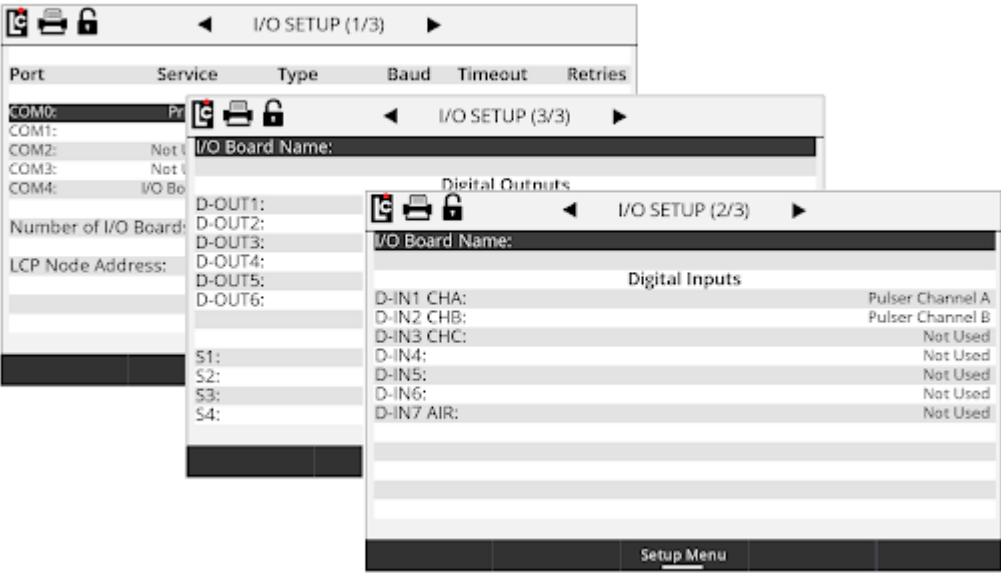 I/O SETUP (1/3)
Port Service Type Baud Timeout Retries
COM0:
COM1:
COM2: Not
COM3: Not
COM4: I/O
Number of I/O Boards
LCP Node Address:
I/O SETUP (3/3)
I/O Board Name:
Digital Outputs
D-OUT1:
D-OUT2:
D-OUT3:
D-OUT4:
D-OUT5:
D-OUT6:
S1:
S2:
S3:
S4:
I/O SETUP (2/3)
I/O Board Name:
Digital Inputs
D-IN1 CHA: Pulser Channel A
D-IN2 CHB: Pulser Channel B
D-IN3 CHC: Not Used
D-IN4: Not Used
D-IN5: Not Used
D-IN6: Not Used
D-IN7 AIR: Not Used
Setup Menu